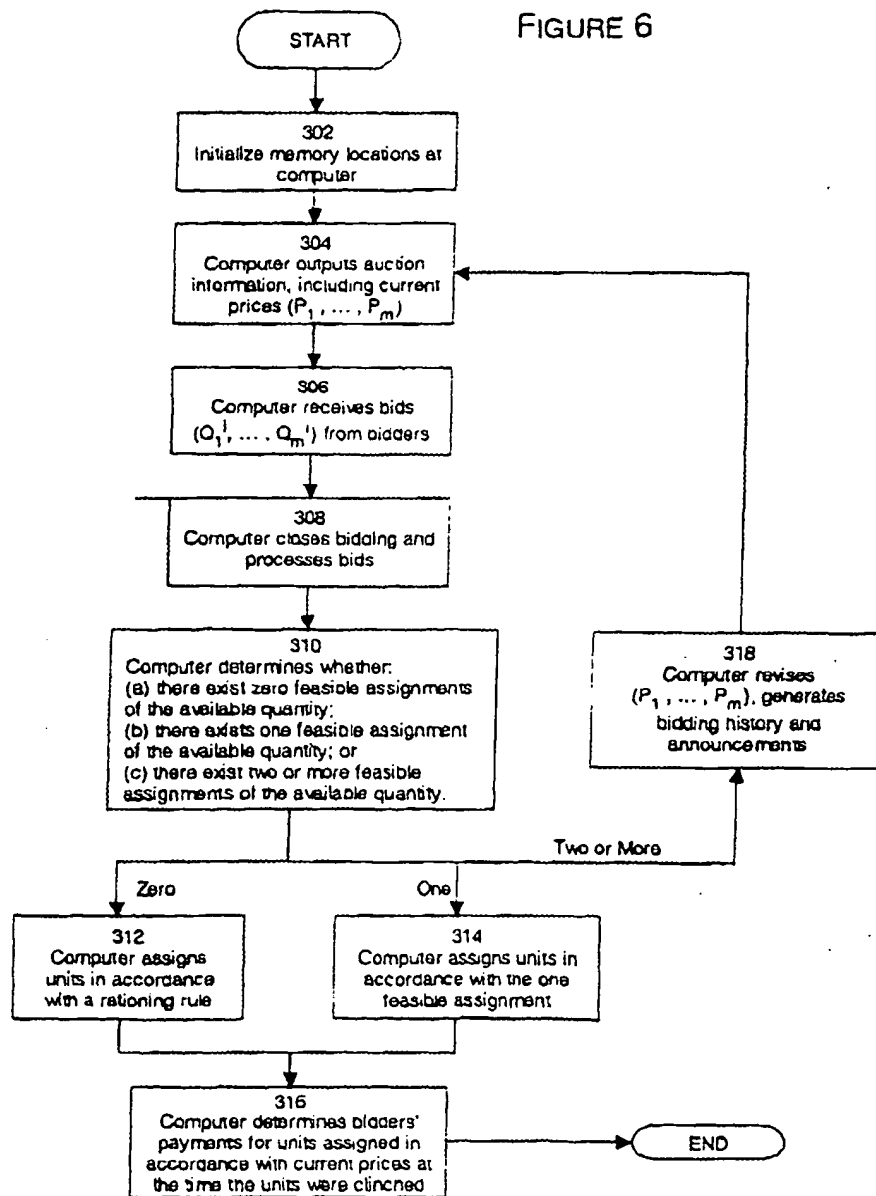 FIGURE 6
START
302
Initialize memory locations at
computer
304
Computer outputs auction
information, including current
prices (P₁ , ... , Pₘ)
306
Computer receives bids
(Q₁ⁱ, ... , Qₘⁱ) from bidders
308
Computer closes bidding and
processes bids
310
Computer determines whether:
(a) there exist zero feasible assignments
of the available quantity;
(b) there exists one feasible assignment
of the available quantity; or
(c) there exist two or more feasible
assignments of the available quantity.
318
Computer revises
(P₁ , ... , Pₘ), generates
bidding history and
announcements
Two or More
Zero
One
312
Computer assigns
units in accordance
with a rationing rule
314
Computer assigns units in
accordance with the one
feasible assignment
316
Computer determines bidders'
payments for units assigned in
accordance with current prices at
the time the units were clinched
END